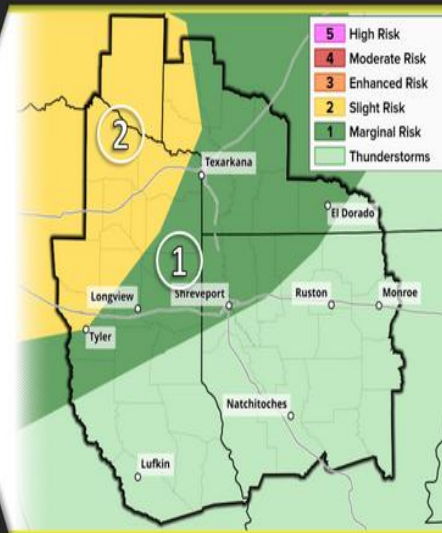 5 High Risk
4 Moderate Risk
3 Enhanced Risk
2 Slight Risk
1 Marginal Risk
Thunderstorms
2
Texarkana
El Dorado
1
Longview
Shreveport
Ruston
Monroe
Tyler
Natchitoches
Lufkin